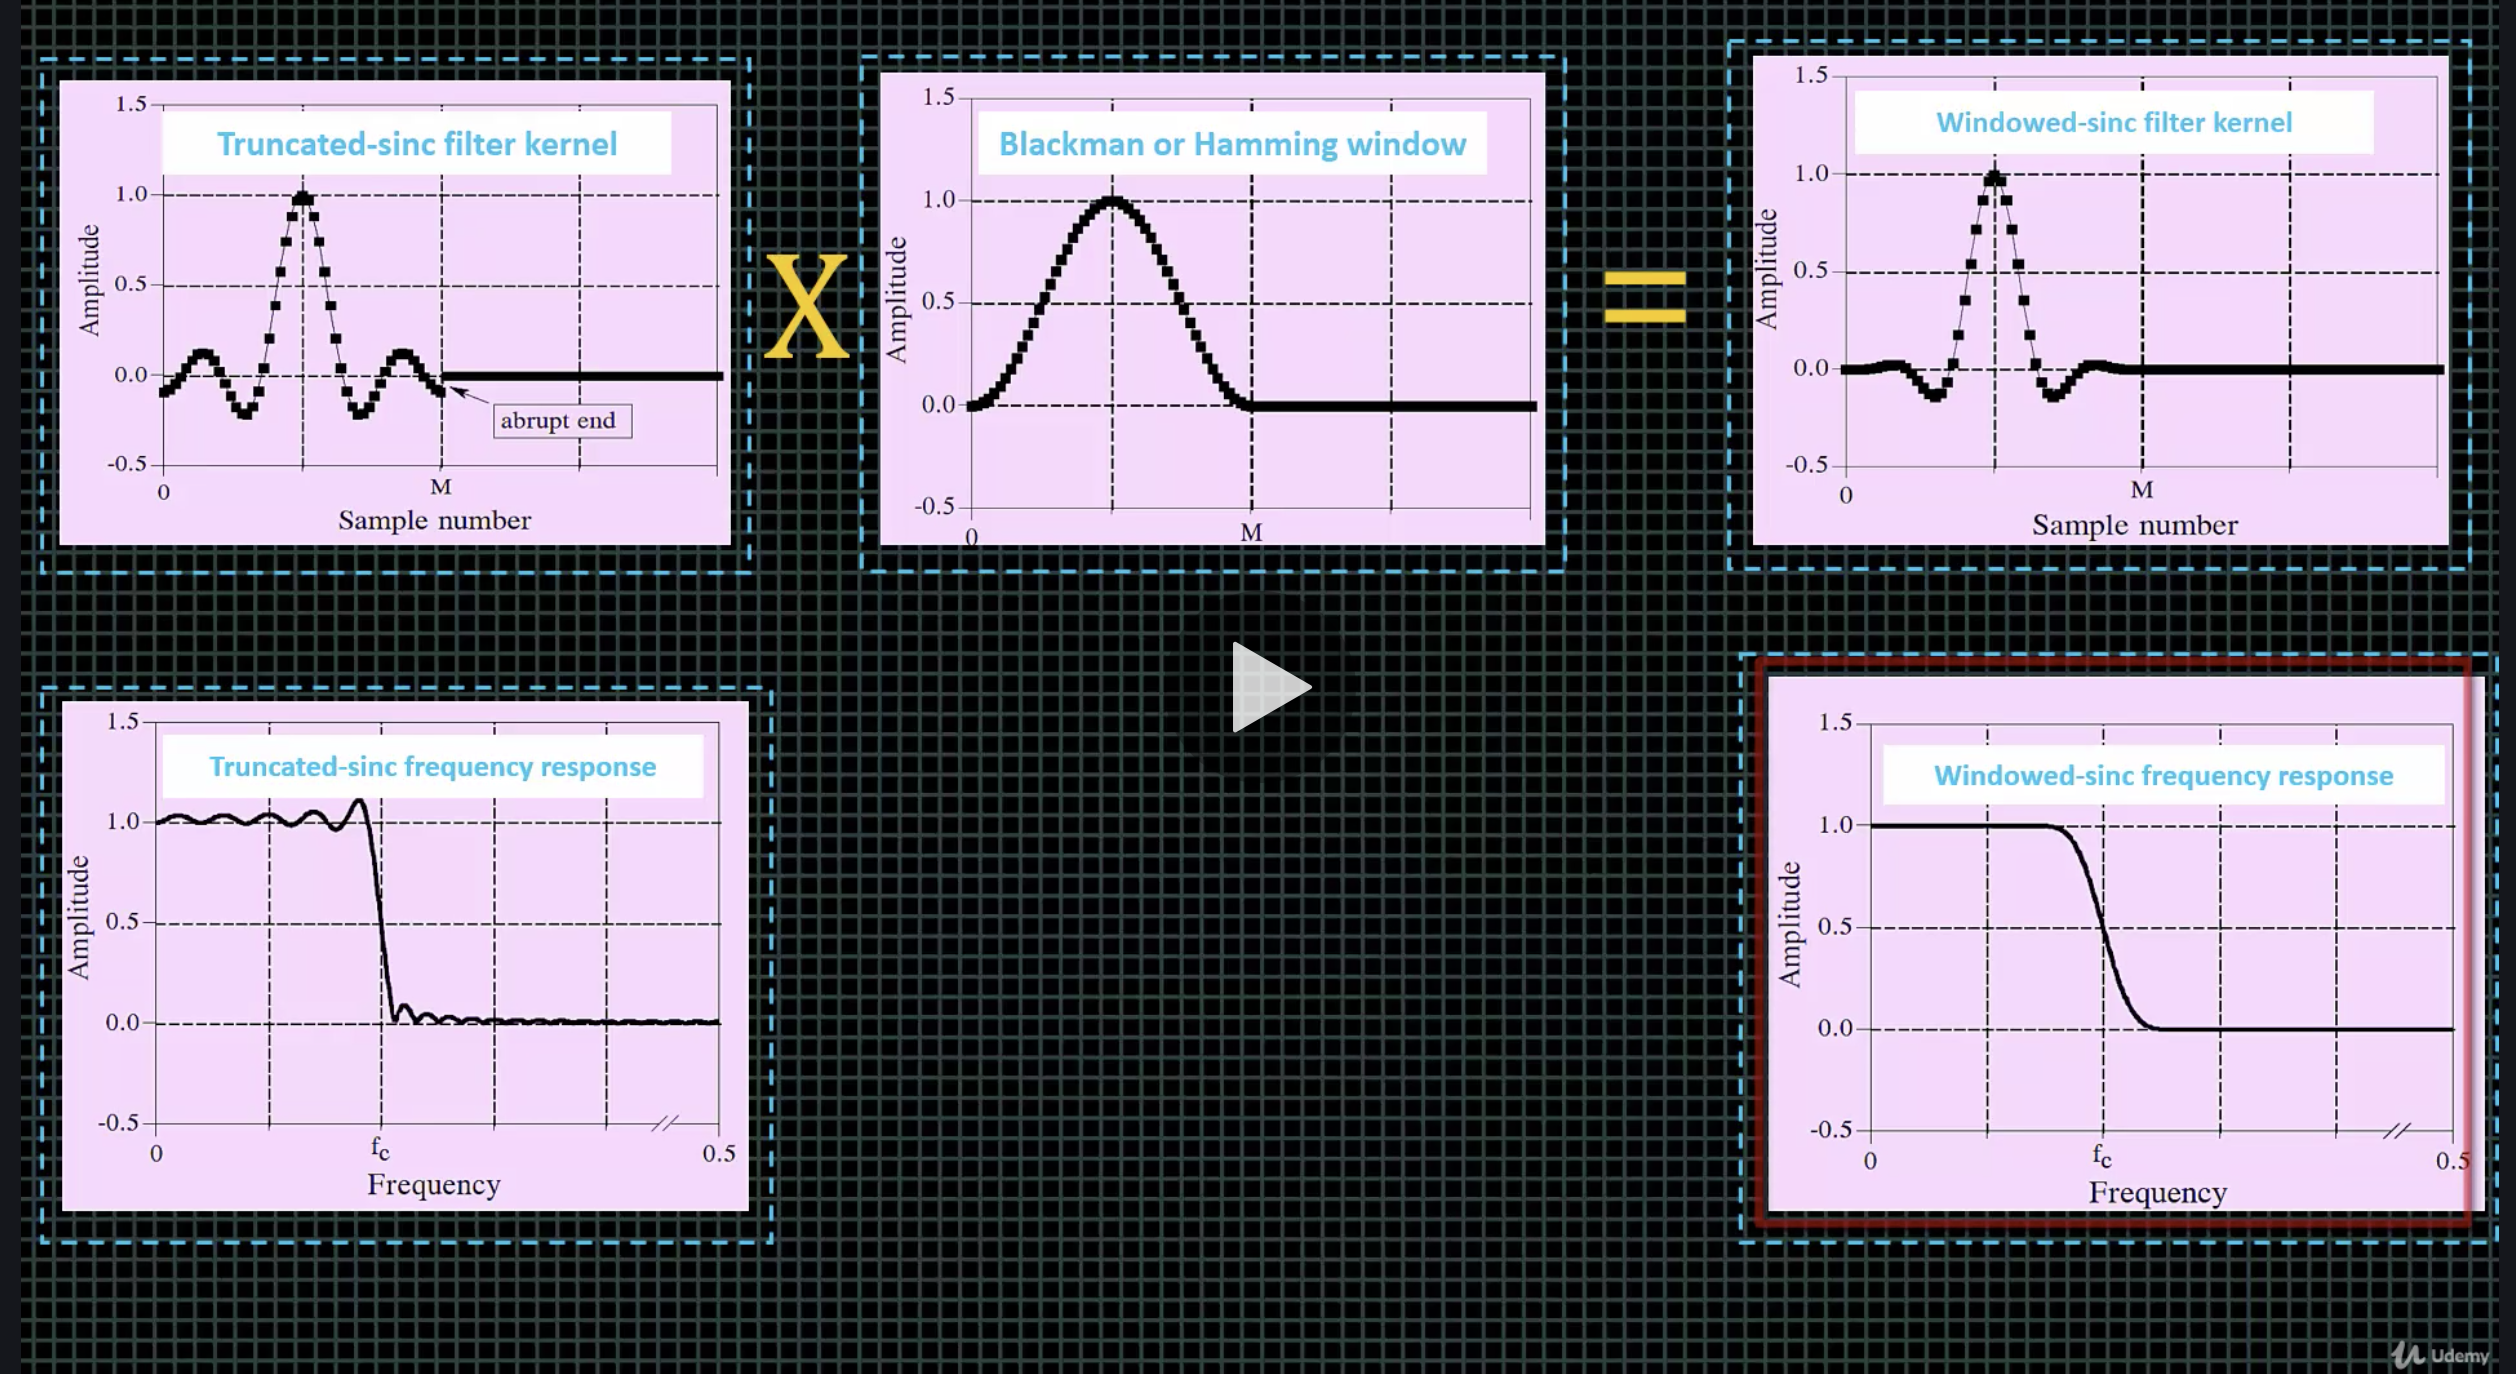 Truncated-sinc filter kernel
1.5
1.0
0.5
0.0
-0.5
Amplitude
abrupt end
0
M
Sample number
X
Blackman or Hamming window
1.5
1.0
0.5
0.0
-0.5
Amplitude
0
M
=
Windowed-sinc filter kernel
1.5
1.0
0.5
0.0
-0.5
Amplitude
0
M
Sample number
Truncated-sinc frequency response
1.5
1.0
0.5
0.0
-0.5
Amplitude
0
fc
0.5
Frequency
Windowed-sinc frequency response
1.5
1.0
0.5
0.0
-0.5
Amplitude
0
fc
0.5
Frequency
Udemy